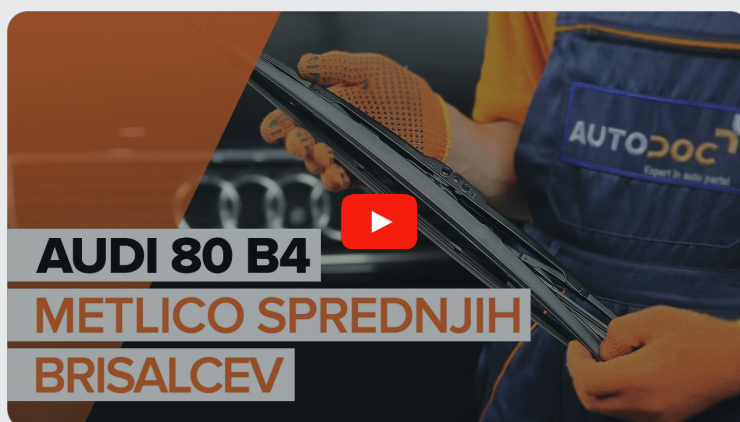 AUTODOC
Expert in auto parts!
AUDI 80 B4
METLICO SPREDNJIH
BRISALCEV